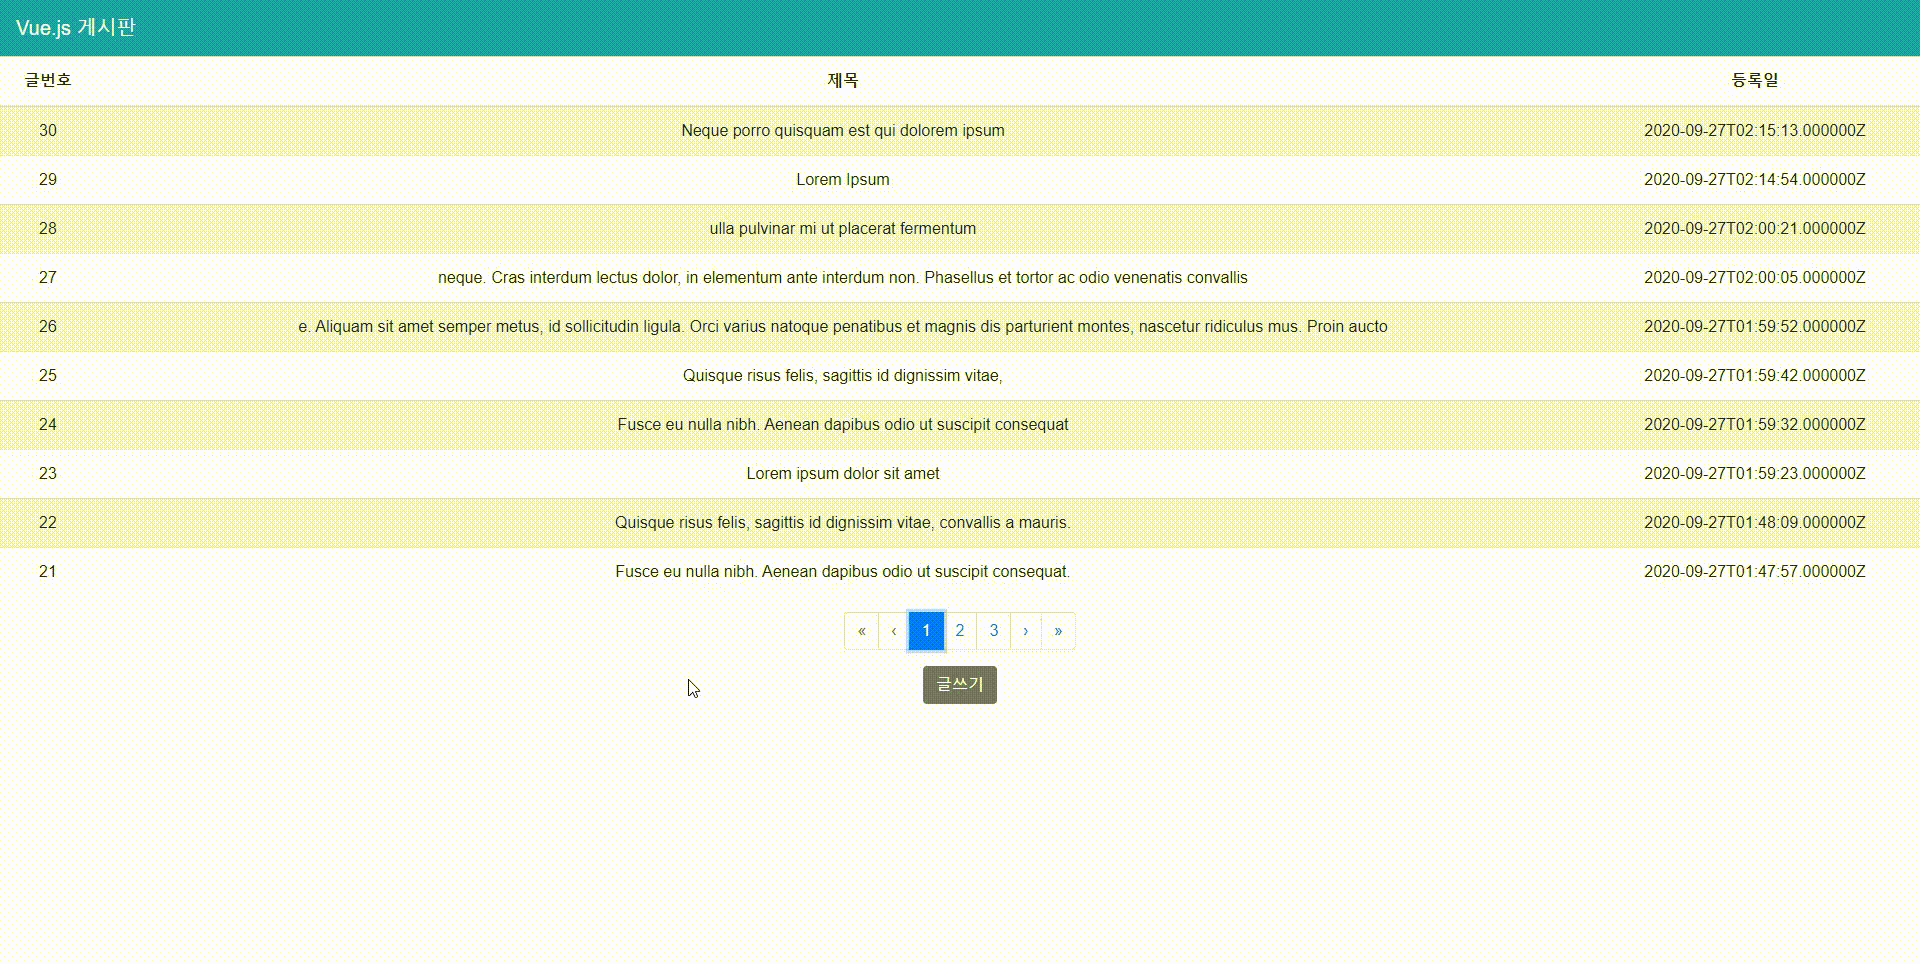 Vue.js 게시판
글번호 제목 등록일
30 Neque porro quisquam est qui dolorem ipsum 2020-09-27T02:15:13.000000Z
29 Lorem Ipsum 2020-09-27T02:14:54.000000Z
28 ulla pulvinar mi ut placerat fermentum 2020-09-27T02:00:21.000000Z
27 neque. Cras interdum lectus dolor, in elementum ante interdum non. Phasellus et tortor ac odio venenatis convallis 2020-09-27T02:00:05.000000Z
26 e. Aliquam sit amet semper metus, id sollicitudin ligula. Orci varius natoque penatibus et magnis dis parturient montes, nascetur ridiculus mus. Proin aucto 2020-09-27T01:59:52.000000Z
25 Quisque risus felis, sagittis id dignissim vitae, 2020-09-27T01:59:42.000000Z
24 Fusce eu nulla nibh. Aenean dapibus odio ut suscipit consequat 2020-09-27T01:59:32.000000Z
23 Lorem ipsum dolor sit amet 2020-09-27T01:59:23.000000Z
22 Quisque risus felis, sagittis id dignissim vitae, convallis a mauris. 2020-09-27T01:48:09.000000Z
21 Fusce eu nulla nibh. Aenean dapibus odio ut suscipit consequat. 2020-09-27T01:47:57.000000Z
« ‹ 1 2 3 › »
글쓰기